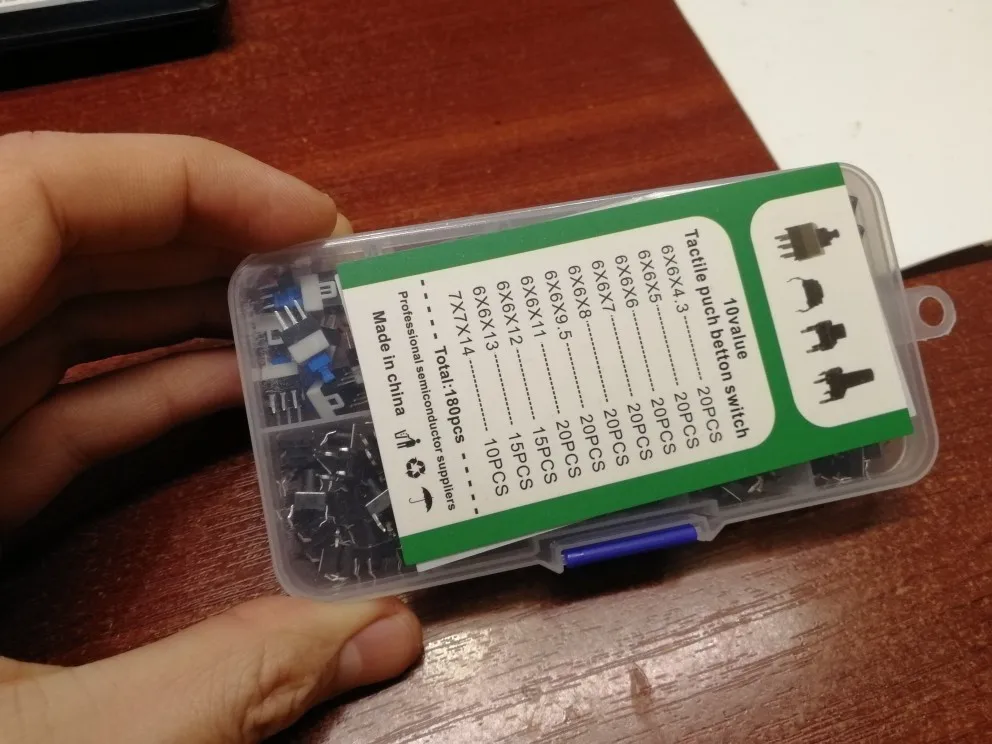 10value
Tactile puch betton switch
6X6X4.3---------- 20PCS
6X6X5------------- 20PCS
6X6X6------------- 20PCS
6X6X7------------- 20PCS
6X6X8------------- 20PCS
6X6X9.5---------- 20PCS
6X6X11----------- 20PCS
6X6X12----------- 15PCS
6X6X13----------- 15PCS
7X7X14----------- 10PCS
- - - - Total:180pcs - - - -
Professional semiconductor suppliers
Made in china